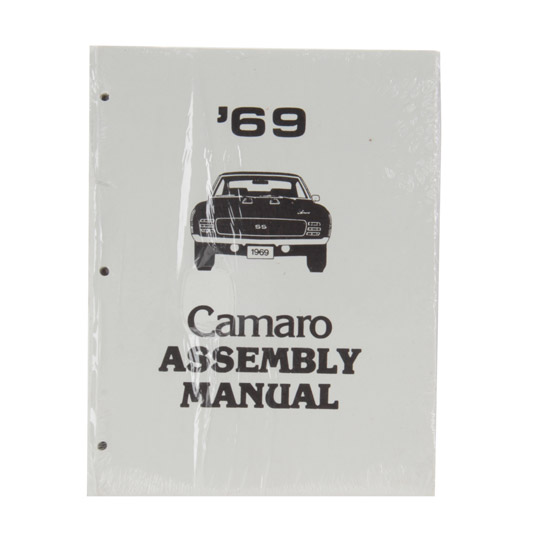 '69
SS
1969
Camaro
ASSEMBLY
MANUAL